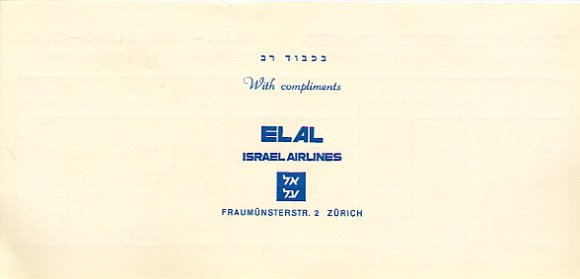 בכבוד רב
With compliments
ELAL
ISRAEL AIRLINES
אל
על
FRAUMÜNSTERSTR. 2 ZÜRICH